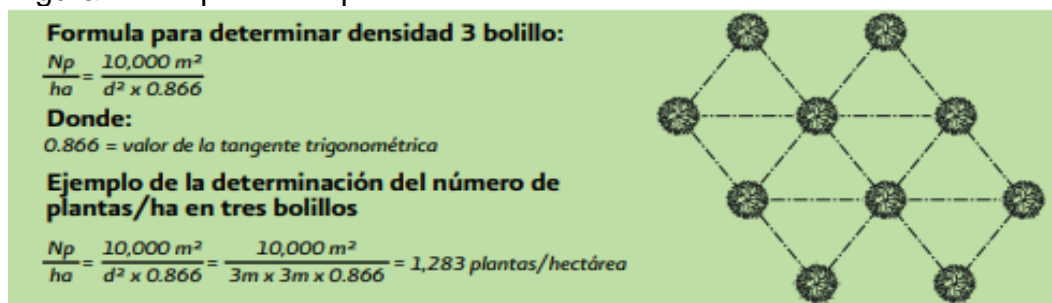 Formula para determinar densidad 3 bolillo:
Np/ha = 10,000 m² / d² x 0.866
Donde:
0.866 = valor de la tangente trigonométrica
Ejemplo de la determinación del número de
plantas/ha en tres bolillos
Np/ha = 10,000 m² / d² x 0.866 = 10,000 m² / 3m x 3m x 0.866 = 1,283 plantas/hectárea